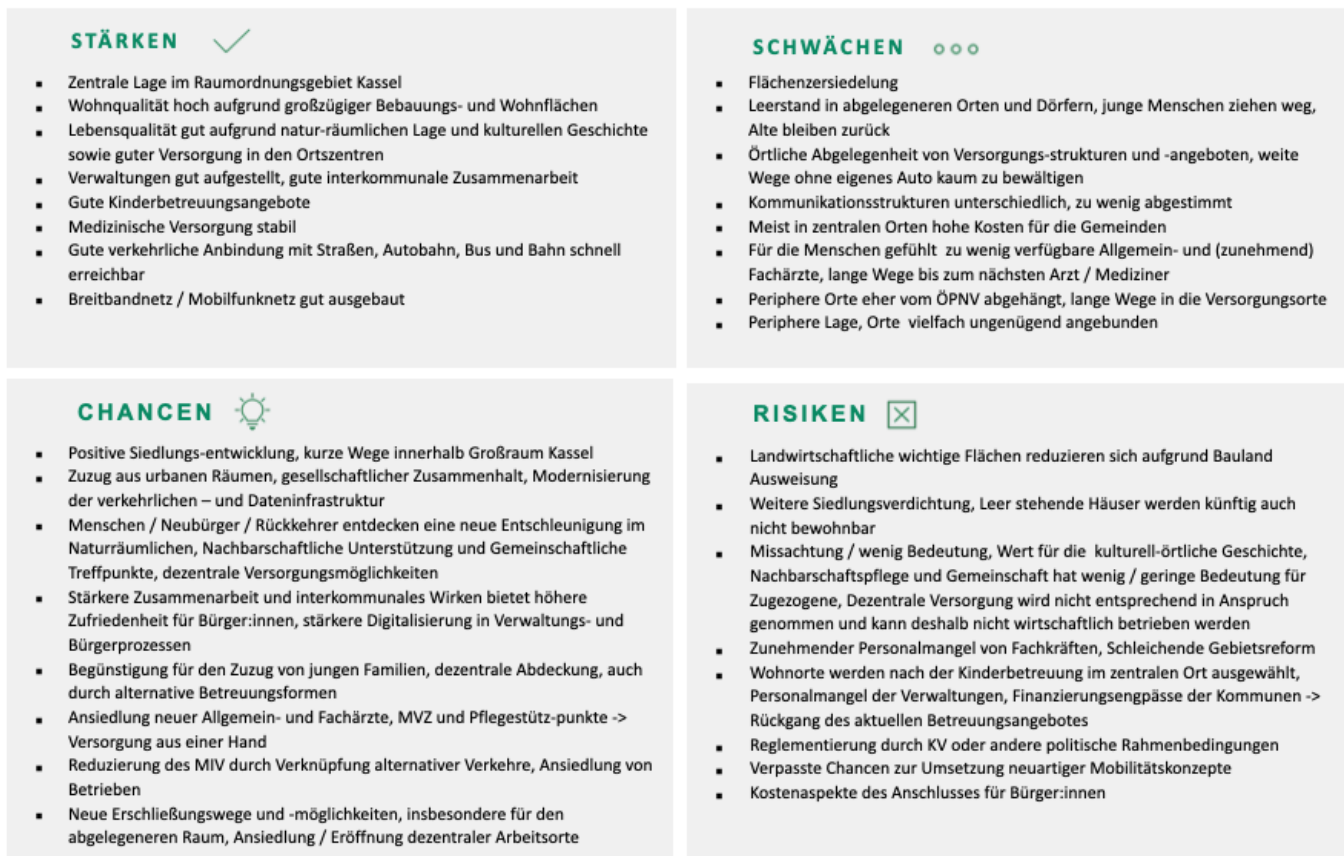 STÄRKEN
▪ Zentrale Lage im Raumordnungsgebiet Kassel
▪ Wohnqualität hoch aufgrund großzügiger Bebauungs- und Wohnflächen
▪ Lebensqualität gut aufgrund natur-räumlichen Lage und kulturellen Geschichte
sowie guter Versorgung in den Ortszentren
▪ Verwaltungen gut aufgestellt, gute interkommunale Zusammenarbeit
▪ Gute Kinderbetreuungsangebote
▪ Medizinische Versorgung stabil
▪ Gute verkehrliche Anbindung mit Straßen, Autobahn, Bus und Bahn schnell
erreichbar
▪ Breitbandnetz / Mobilfunknetz gut ausgebaut
SCHWÄCHEN
▪ Flächenzersiedelung
▪ Leerstand in abgelegeneren Orten und Dörfern, junge Menschen ziehen weg,
Alte bleiben zurück
▪ Örtliche Abgelegenheit von Versorgungs-strukturen und -angeboten, weite
Wege ohne eigenes Auto kaum zu bewältigen
▪ Kommunikationsstrukturen unterschiedlich, zu wenig abgestimmt
▪ Meist in zentralen Orten hohe Kosten für die Gemeinden
▪ Für die Menschen gefühlt zu wenig verfügbare Allgemein- und (zunehmend)
Fachärzte, lange Wege bis zum nächsten Arzt / Mediziner
▪ Periphere Orte eher vom ÖPNV abgehängt, lange Wege in die Versorgungsorte
▪ Periphere Lage, Orte vielfach ungenügend angebunden
CHANCEN
▪ Positive Siedlungs-entwicklung, kurze Wege innerhalb Großraum Kassel
▪ Zuzug aus urbanen Räumen, gesellschaftlicher Zusammenhalt, Modernisierung
der verkehrlichen – und Dateninfrastruktur
▪ Menschen / Neubürger / Rückkehrer entdecken eine neue Entschleunigung im
Naturräumlichen, Nachbarschaftliche Unterstützung und Gemeinschaftliche
Treffpunkte, dezentrale Versorgungsmöglichkeiten
▪ Stärkere Zusammenarbeit und interkommunales Wirken bietet höhere
Zufriedenheit für Bürger:innen, stärkere Digitalisierung in Verwaltungs- und
Bürgerprozessen
▪ Begünstigung für den Zuzug von jungen Familien, dezentrale Abdeckung, auch
durch alternative Betreuungsformen
▪ Ansiedlung neuer Allgemein- und Fachärzte, MVZ und Pflegestütz-punkte ->
Versorgung aus einer Hand
▪ Reduzierung des MIV durch Verknüpfung alternativer Verkehre, Ansiedlung von
Betrieben
▪ Neue Erschließungswege und -möglichkeiten, insbesondere für den
abgelegeneren Raum, Ansiedlung / Eröffnung dezentraler Arbeitsorte
RISIKEN
▪ Landwirtschaftliche wichtige Flächen reduzieren sich aufgrund Bauland
Ausweisung
▪ Weitere Siedlungsverdichtung, Leer stehende Häuser werden künftig auch
nicht bewohnbar
▪ Missachtung / wenig Bedeutung, Wert für die kulturell-örtliche Geschichte,
Nachbarschaftspflege und Gemeinschaft hat wenig / geringe Bedeutung für
Zugezogene, Dezentrale Versorgung wird nicht entsprechend in Anspruch
genommen und kann deshalb nicht wirtschaftlich betrieben werden
▪ Zunehmender Personalmangel von Fachkräften, Schleichende Gebietsreform
▪ Wohnorte werden nach der Kinderbetreuung im zentralen Ort ausgewählt,
Personalmangel der Verwaltungen, Finanzierungsengpässe der Kommunen ->
Rückgang des aktuellen Betreuungsangebotes
▪ Reglementierung durch KV oder andere politische Rahmenbedingungen
▪ Verpasste Chancen zur Umsetzung neuartiger Mobilitätskonzepte
▪ Kostenaspekte des Anschlusses für Bürger:innen